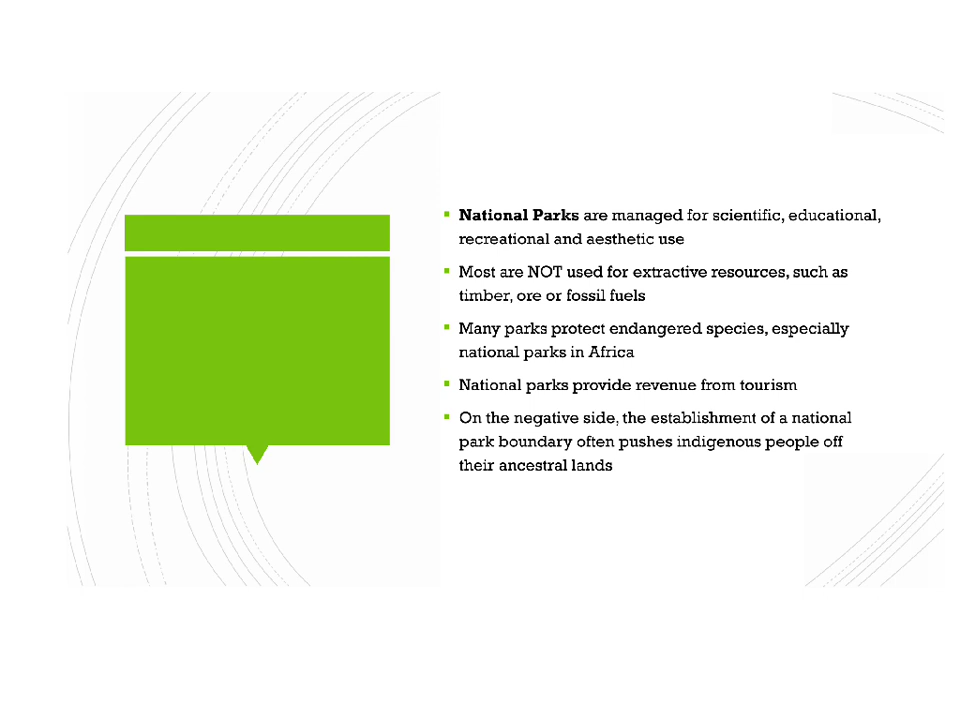 National Parks are managed for scientific, educational,
recreational and aesthetic use
Most are NOT used for extractive resources, such as
timber, ore or fossil fuels
Many parks protect endangered species, especially
national parks in Africa
National parks provide revenue from tourism
On the negative side, the establishment of a national
park boundary often pushes indigenous people off
their ancestral lands